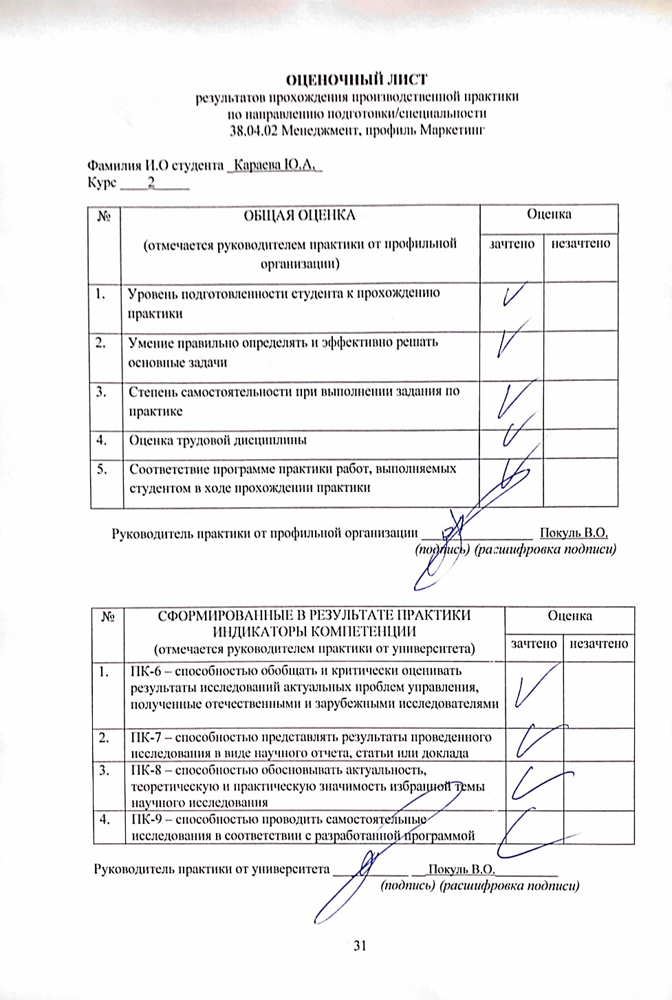 ОЦЕНОЧНЫЙ ЛИСТ
результатов прохождения производственной практики
по направлению подготовки/специальности
38.04.02 Менеджмент, профиль Маркетинг
Фамилия И.О студента _Караева Ю.А._
Курс ____2_____
№
ОБЩАЯ ОЦЕНКА
(отмечается руководителем практики от профильной
организации)
Оценка
зачтено
незачтено
1.
Уровень подготовленности студента к прохождению
практики
2.
Умение правильно определять и эффективно решать
основные задачи
3.
Степень самостоятельности при выполнении задания по
практике
4.
Оценка трудовой дисциплины
5.
Соответствие программе практики работ, выполняемых
студентом в ходе прохождении практики
Руководитель практики от профильной организации ________________ Покуль В.О.
(подпись) (расшифровка подписи)
№
СФОРМИРОВАННЫЕ В РЕЗУЛЬТАТЕ ПРАКТИКИ
ИНДИКАТОРЫ КОМПЕТЕНЦИИ
(отмечается руководителем практики от университета)
Оценка
зачтено
незачтено
1.
ПК-6 – способностью обобщать и критически оценивать
результаты исследований актуальных проблем управления,
полученные отечественными и зарубежными исследователями
2.
ПК-7 – способностью представлять результаты проведенного
исследования в виде научного отчета, статьи или доклада
3.
ПК-8 – способностью обосновывать актуальность,
теоретическую и практическую значимость избранной темы
научного исследования
4.
ПК-9 – способностью проводить самостоятельные
исследования в соответствии с разработанной программой
Руководитель практики от университета ___________ __Покуль В.О._________
(подпись) (расшифровка подписи)
31